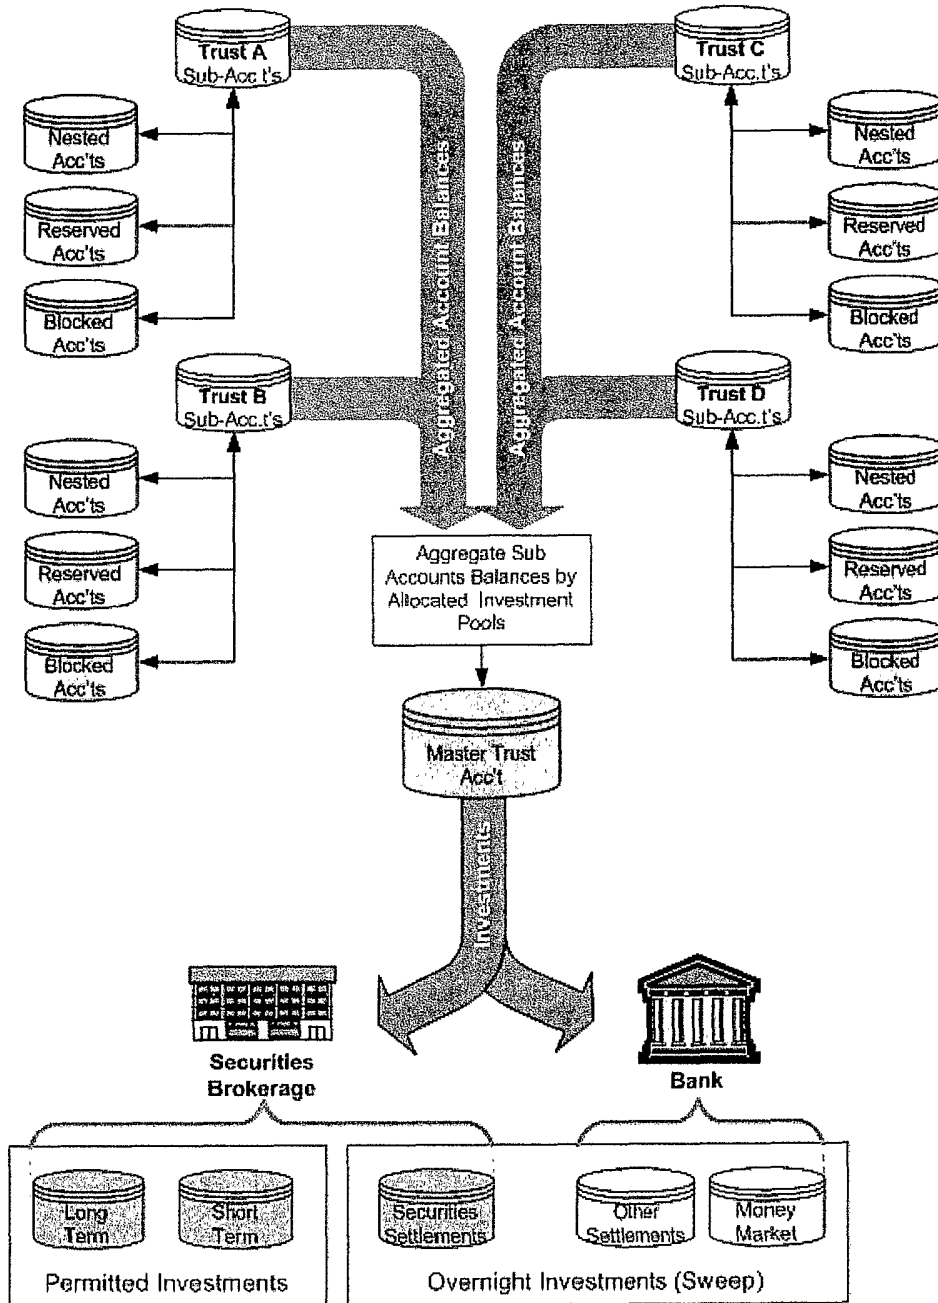 Trust A
Sub-Acc.t's
Nested
Acc'ts
Reserved
Acc'ts
Blocked
Acc'ts
Trust B
Sub-Acc.t's
Nested
Acc'ts
Reserved
Acc'ts
Blocked
Acc'ts
Aggregated Account Balances
Aggregated Account Balances
Trust C
Sub-Acc.t's
Nested
Acc'ts
Reserved
Acc'ts
Blocked
Acc'ts
Trust D
Sub-Acc.t's
Nested
Acc'ts
Reserved
Acc'ts
Blocked
Acc'ts
Aggregate Sub
Accounts Balances by
Allocated Investment
Pools
Master Trust
Acc't
Investments
Securities
Brokerage
Bank
Long
Term
Short
Term
Permitted Investments
Securities
Settlements
Other
Settlements
Money
Market
Overnight Investments (Sweep)